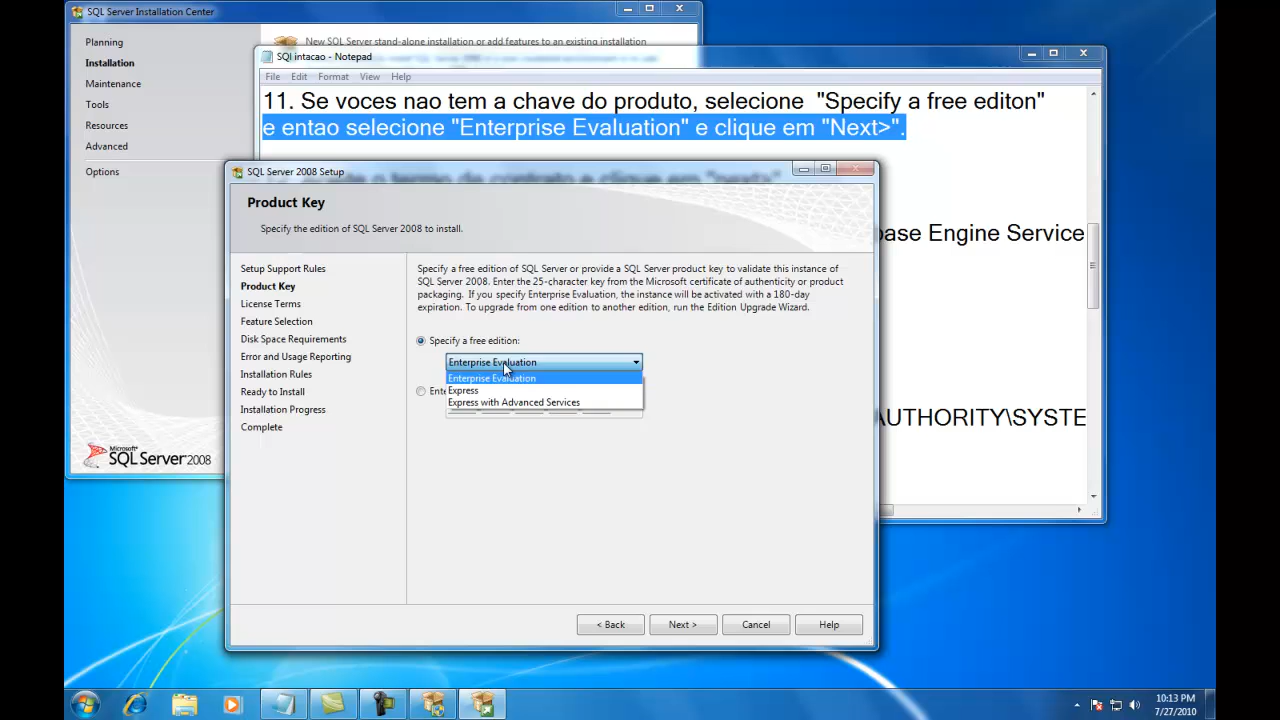 SQL Server Installation Center
Planning
Installation
Maintenance
Tools
Resources
Advanced
Options
New SQL Server stand-alone installation or add features to an existing installation
Microsoft
SQL Server 2008
SQl intacao - Notepad
File Edit Format View Help
11. Se voces nao tem a chave do produto, selecione "Specify a free editon"
e entao selecione "Enterprise Evaluation" e clique em "Next>".
o termo de contrato e clique em "next>"
base Engine Service
AUTHORITY\SYSTE
SQL Server 2008 Setup
Product Key
Specify the edition of SQL Server 2008 to install.
Setup Support Rules
Product Key
License Terms
Feature Selection
Disk Space Requirements
Error and Usage Reporting
Installation Rules
Ready to Install
Installation Progress
Complete
Specify a free edition of SQL Server or provide a SQL Server product key to validate this instance of
SQL Server 2008. Enter the 25-character key from the Microsoft certificate of authenticity or product
packaging. If you specify Enterprise Evaluation, the instance will be activated with a 180-day
expiration. To upgrade from one edition to another edition, run the Edition Upgrade Wizard.
Specify a free edition:
Enterprise Evaluation
Enterprise Evaluation
Express
Express with Advanced Services
Ente
< Back Next > Cancel Help
10:13 PM
7/27/2010